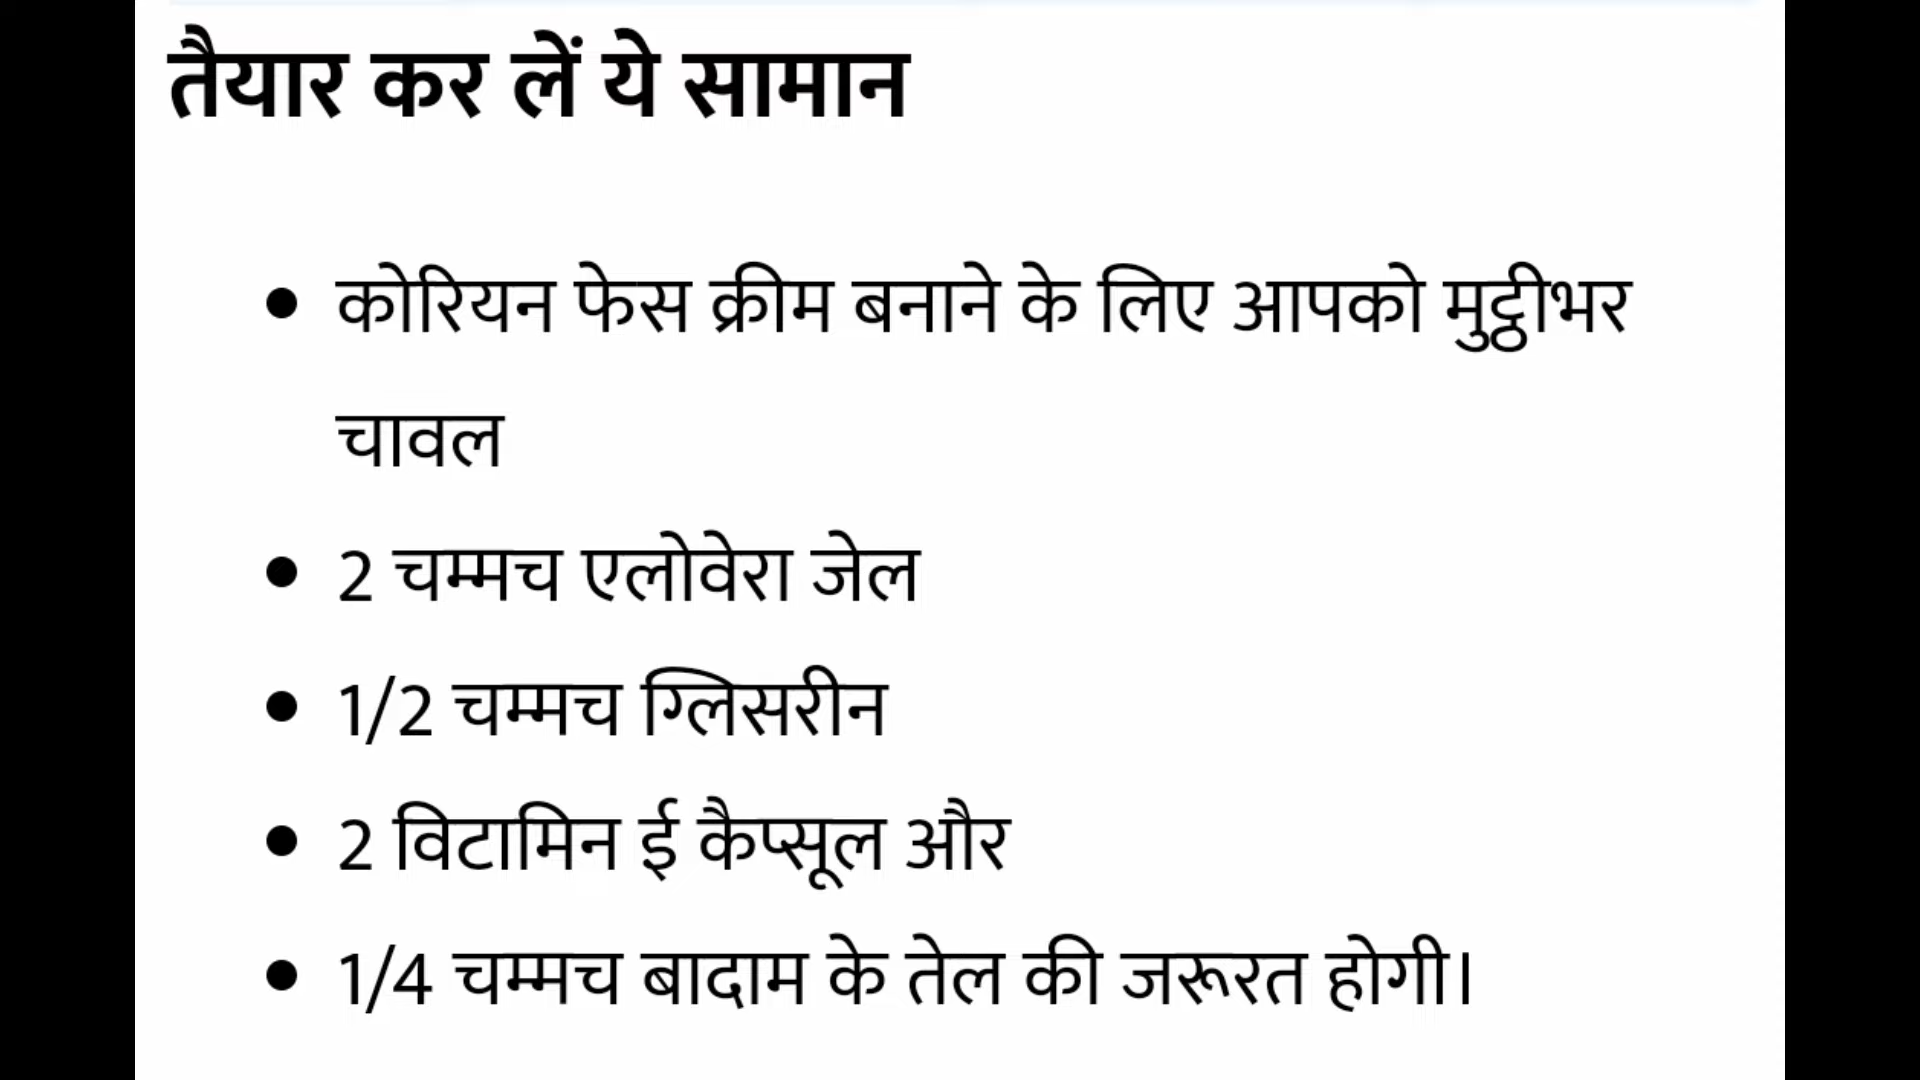 तैयार कर लें ये सामान
• कोरियन फेस क्रीम बनाने के लिए आपको मुट्ठीभर
चावल
• 2 चम्मच एलोवेरा जेल
• 1/2 चम्मच ग्लिसरीन
• 2 विटामिन ई कैप्सूल और
• 1/4 चम्मच बादाम के तेल की जरूरत होगी।